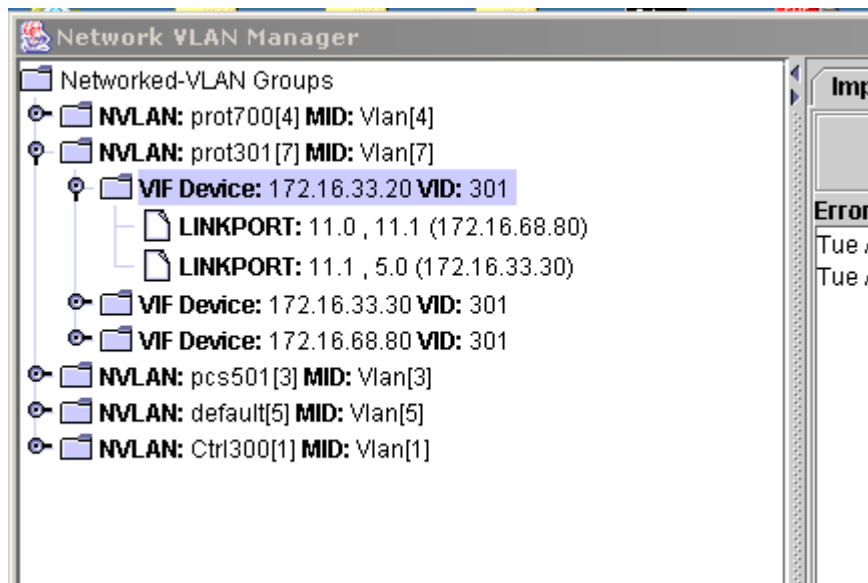 Network VLAN Manager
Networked-VLAN Groups
NVLAN: prot700[4] MID: Vlan[4]
NVLAN: prot301[7] MID: Vlan[7]
VIF Device: 172.16.33.20 VID: 301
LINKPORT: 11.0 , 11.1 (172.16.68.80)
LINKPORT: 11.1 , 5.0 (172.16.33.30)
VIF Device: 172.16.33.30 VID: 301
VIF Device: 172.16.68.80 VID: 301
NVLAN: pcs501[3] MID: Vlan[3]
NVLAN: default[5] MID: Vlan[5]
NVLAN: Ctrl300[1] MID: Vlan[1]
Imp
Error
Tue
Tue